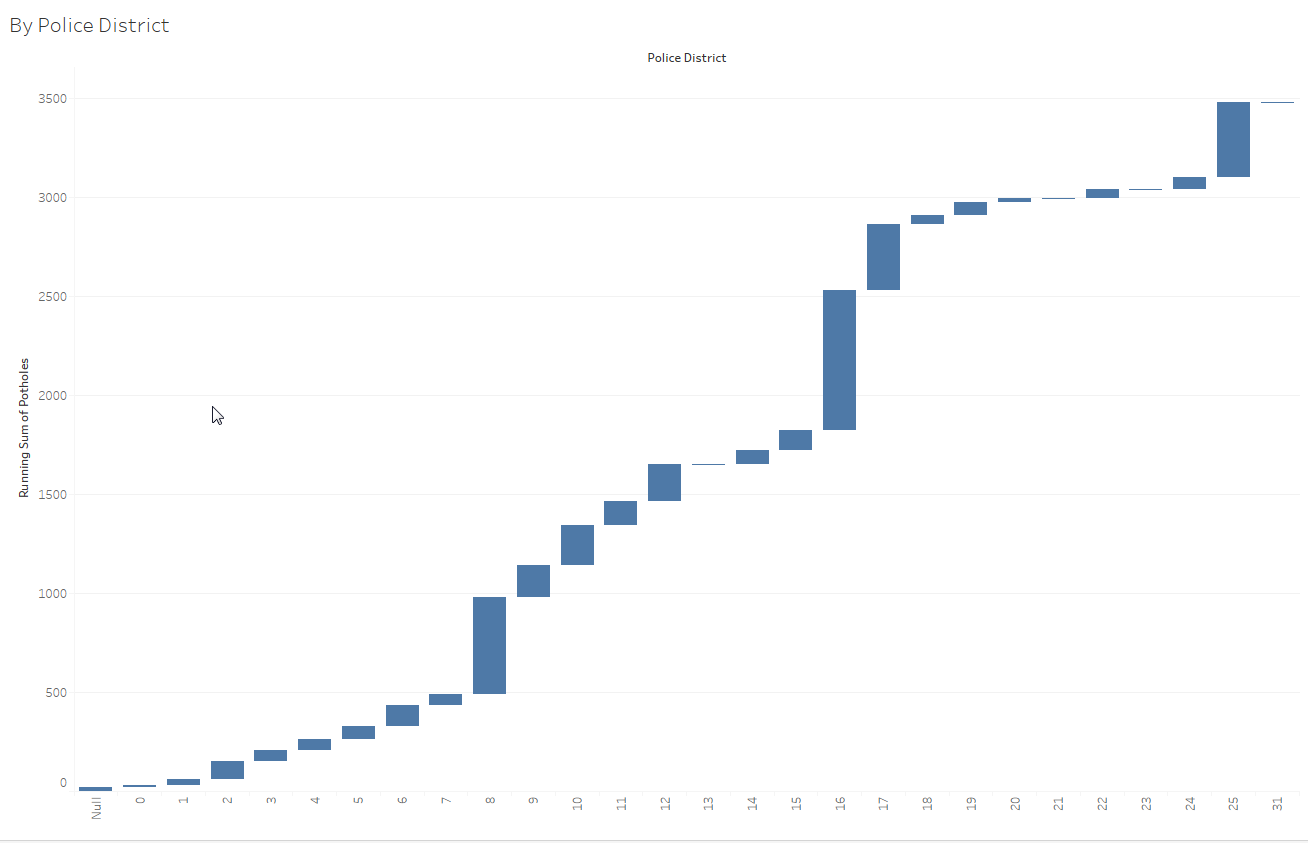 By Police District
Police District
3500
3000
2500
2000
1500
1000
500
0
Running Sum of Potholes
Null 0 1 2 3 4 5 6 7 8 9 10 11 12 13 14 15 16 17 18 19 20 21 22 23 24 25 31